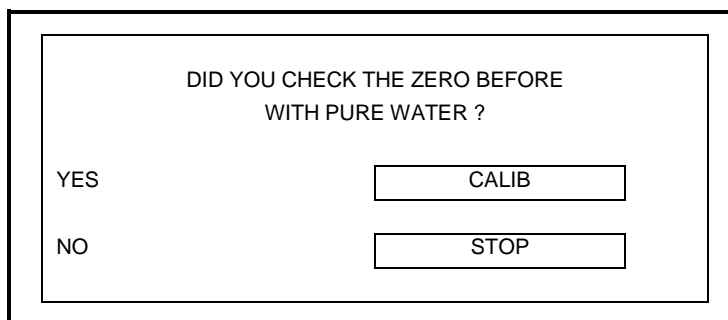 DID YOU CHECK THE ZERO BEFORE
WITH PURE WATER ?
YES CALIB
NO STOP